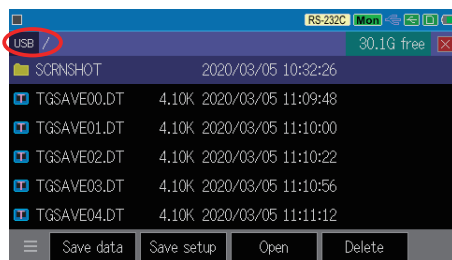 RS-232C Mon
USB / 30.1G free
SCRNSHOT 2020/03/05 10:32:26
TGSAVE00.DT 4.10K 2020/03/05 11:09:48
TGSAVE01.DT 4.10K 2020/03/05 11:10:00
TGSAVE02.DT 4.10K 2020/03/05 11:10:22
TGSAVE03.DT 4.10K 2020/03/05 11:10:56
TGSAVE04.DT 4.10K 2020/03/05 11:11:12
Save data Save setup Open Delete